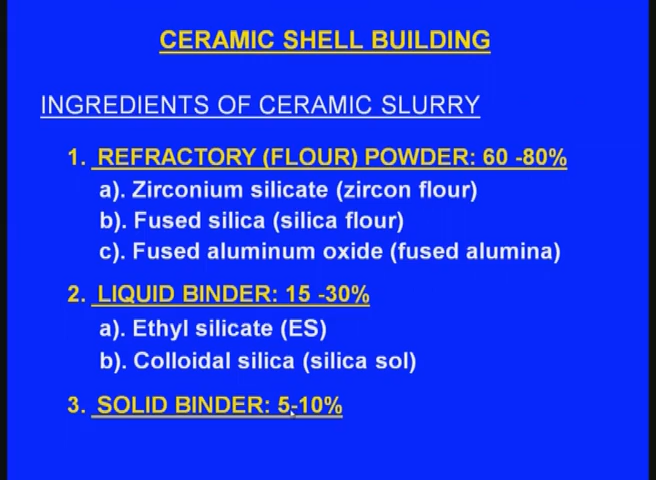 CERAMIC SHELL BUILDING
INGREDIENTS OF CERAMIC SLURRY
1. REFRACTORY (FLOUR) POWDER: 60 -80%
a). Zirconium silicate (zircon flour)
b). Fused silica (silica flour)
c). Fused aluminum oxide (fused alumina)
2. LIQUID BINDER: 15 -30%
a). Ethyl silicate (ES)
b). Colloidal silica (silica sol)
3. SOLID BINDER: 5-10%